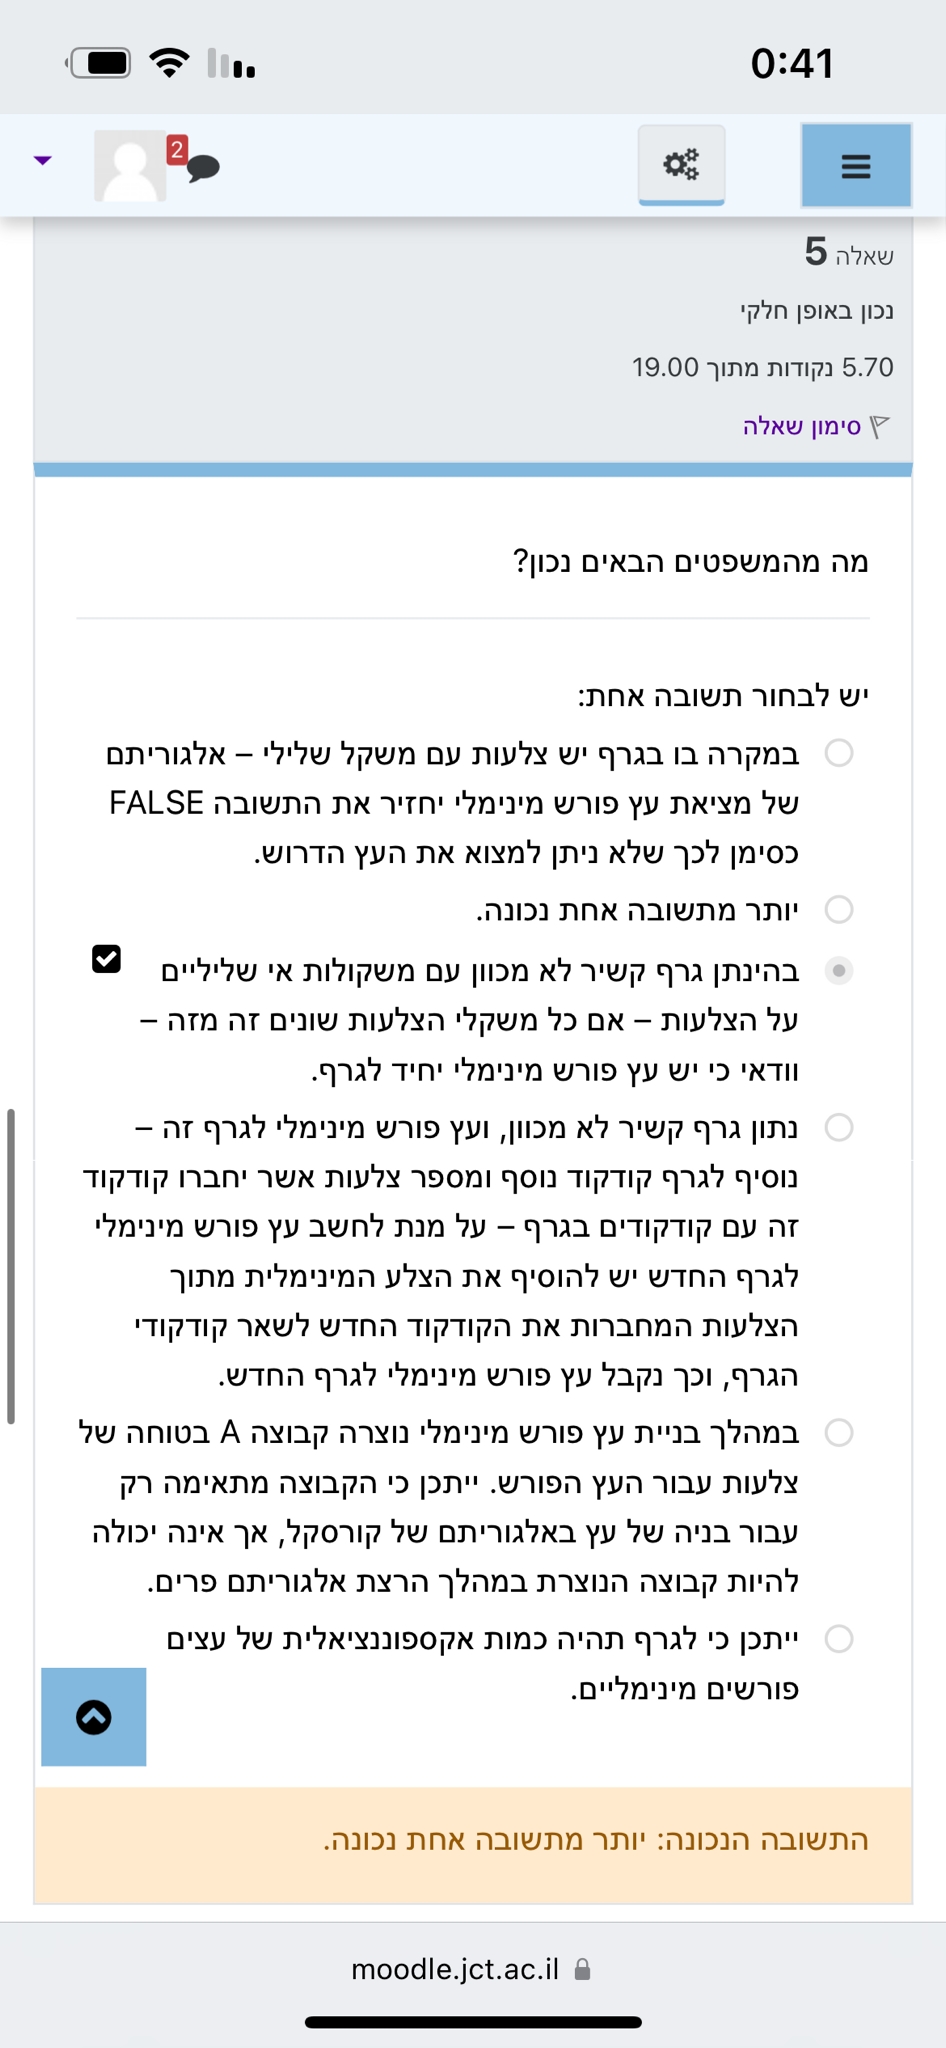 0:41
2
שאלה 5
נכון באופן חלקי
5.70 נקודות מתוך 19.00
סימון שאלה
מה מהמשפטים הבאים נכון?
יש לבחור תשובה אחת:
במקרה בו בגרף יש צלעות עם משקל שלילי – אלגוריתם
של מציאת עץ פורש מינימלי יחזיר את התשובה FALSE
כסימן לכך שלא ניתן למצוא את העץ הדרוש.
יותר מתשובה אחת נכונה.
בהינתן גרף קשיר לא מכוון עם משקולות אי שליליים
על הצלעות – אם כל משקלי הצלעות שונים זה מזה –
וודאי כי יש עץ פורש מינימלי יחיד לגרף.
נתון גרף קשיר לא מכוון, ועץ פורש מינימלי לגרף זה –
נוסיף לגרף קודקוד נוסף ומספר צלעות אשר יחברו קודקוד
זה עם קודקודים בגרף – על מנת לחשב עץ פורש מינימלי
לגרף החדש יש להוסיף את הצלע המינימלית מתוך
הצלעות המחברות את הקודקוד החדש לשאר קודקודי
הגרף, וכך נקבל עץ פורש מינימלי לגרף החדש.
במהלך בניית עץ פורש מינימלי נוצרה קבוצה A בטוחה של
צלעות עבור העץ הפורש. ייתכן כי הקבוצה מתאימה רק
עבור בניה של עץ באלגוריתם של קורסקל, אך אינה יכולה
להיות קבוצה הנוצרת במהלך הרצת אלגוריתם פרים.
ייתכן כי לגרף תהיה כמות אקספוננציאלית של עצים
פורשים מינימליים.
התשובה הנכונה: יותר מתשובה אחת נכונה.
moodle.jct.ac.il